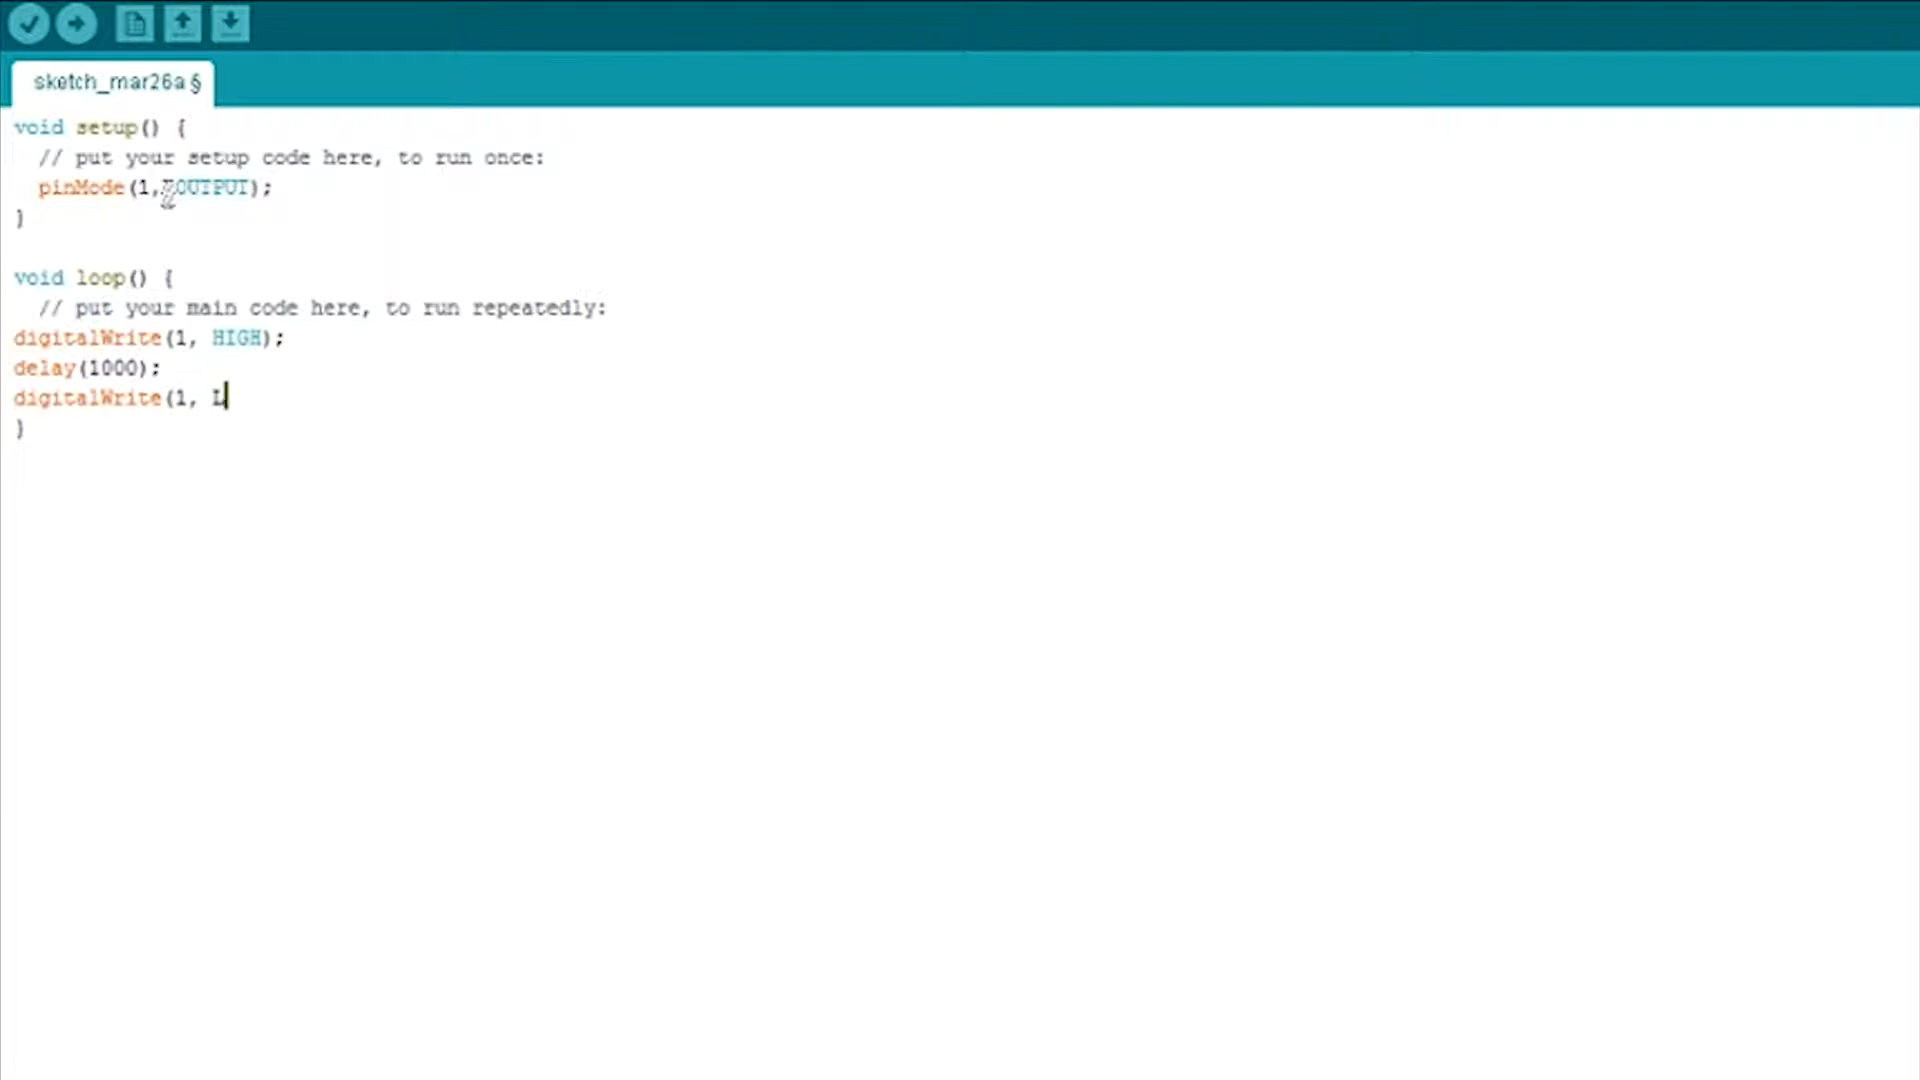 sketch_mar26a §
void setup() {
// put your setup code here, to run once:
pinMode(1, OUTPUT);
}
void loop() {
// put your main code here, to run repeatedly:
digitalWrite(1, HIGH);
delay(1000);
digitalWrite(1, L
}